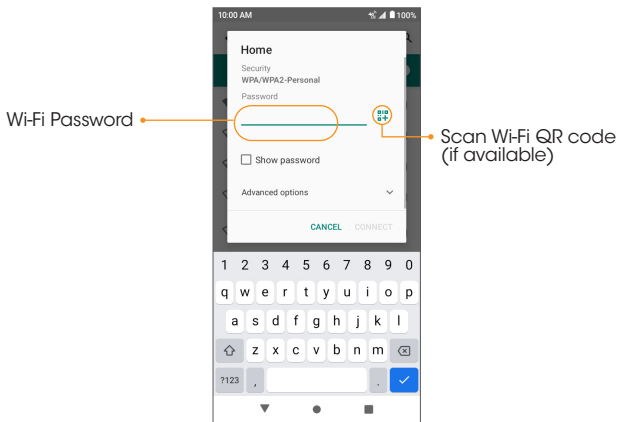 10:00 AM 100%
Home
Security
WPA/WPA2-Personal
Password
Wi-Fi Password
Scan Wi-Fi QR code
(if available)
Show password
Advanced options
CANCEL CONNECT
1 2 3 4 5 6 7 8 9 0
q w e r t y u i o p
a s d f g h j k l
z x c v b n m
?123 , .